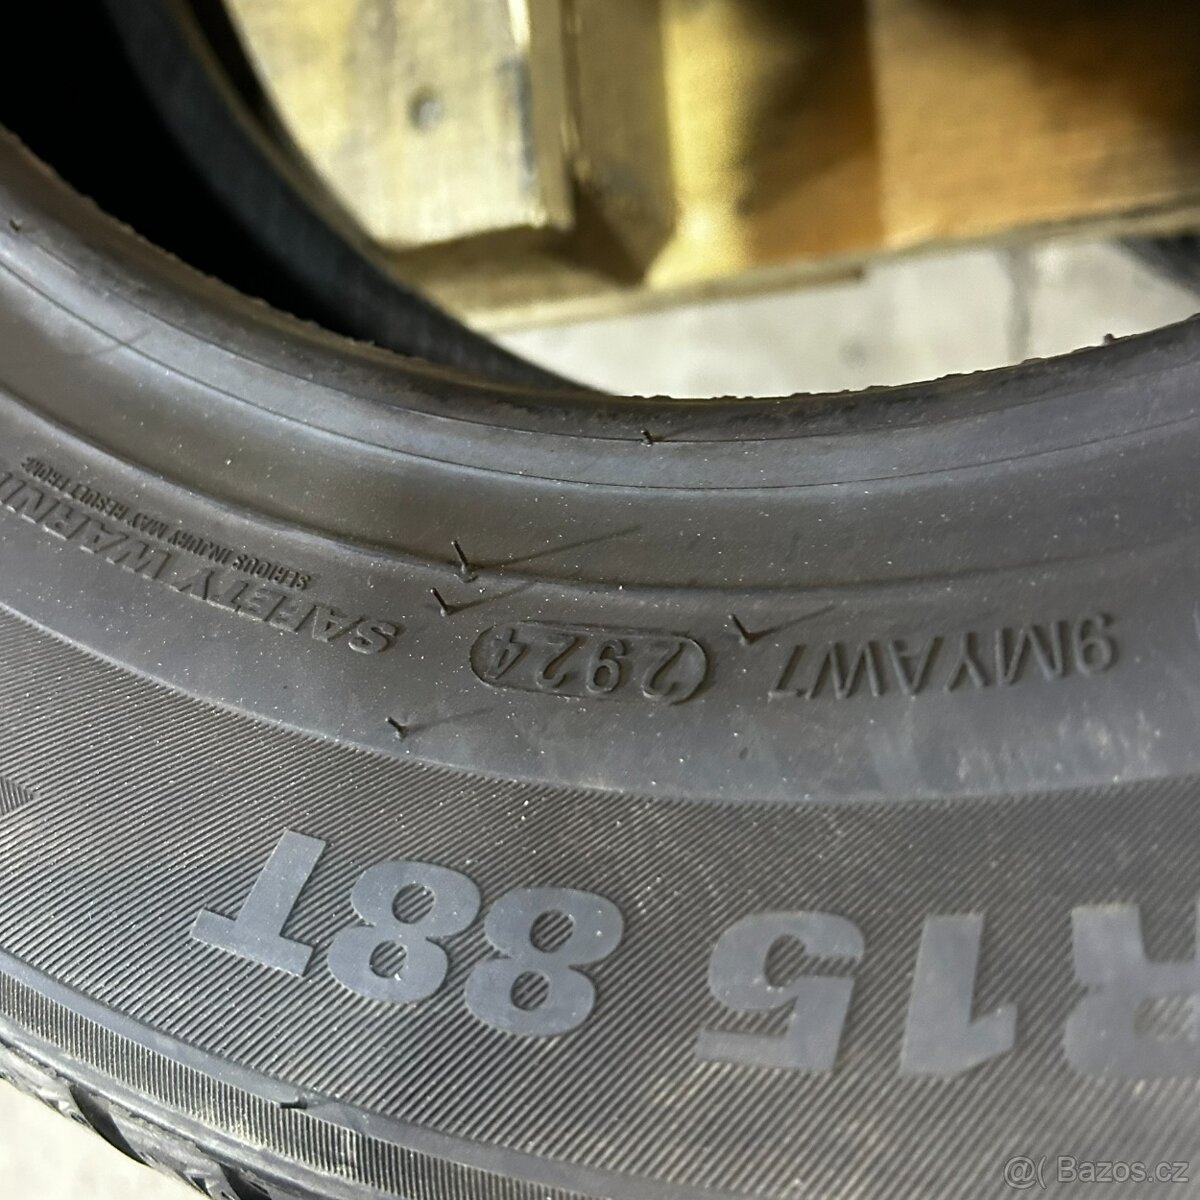 R15 88T
9MYAW7 2924
SAFETY WARNI
SERIOUS INJURY MAY RESULT FROM:
@( Bazos.cz